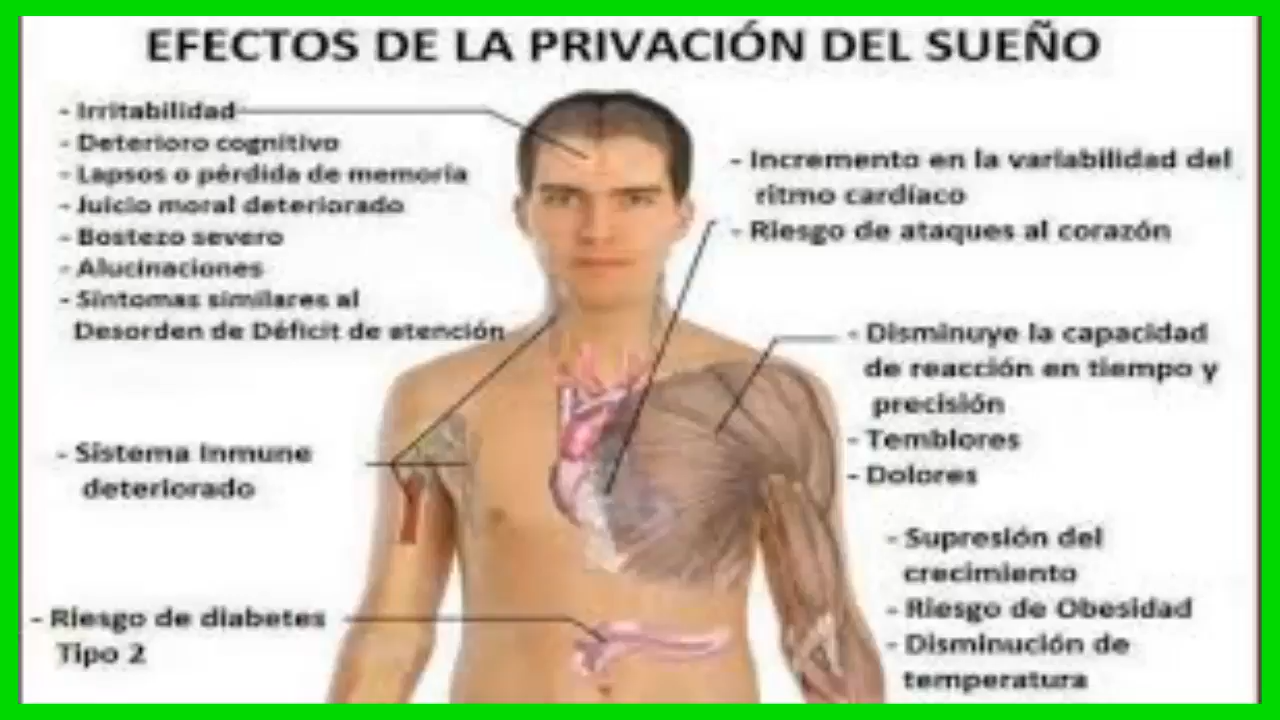 EFECTOS DE LA PRIVACIÓN DEL SUEÑO
- Irritabilidad
- Deterioro cognitivo
- Lapsos o pérdida de memoria
- Juicio moral deteriorado
- Bostezo severo
- Alucinaciones
- Síntomas similares al
Desorden de Déficit de atención
- Sistema Inmune
deteriorado
- Riesgo de diabetes
Tipo 2
- Incremento en la variabilidad del
ritmo cardíaco
- Riesgo de ataques al corazón
- Disminuye la capacidad
de reacción en tiempo y
precisión
- Temblores
- Dolores
- Supresión del
crecimiento
- Riesgo de Obesidad
- Disminución de
temperatura